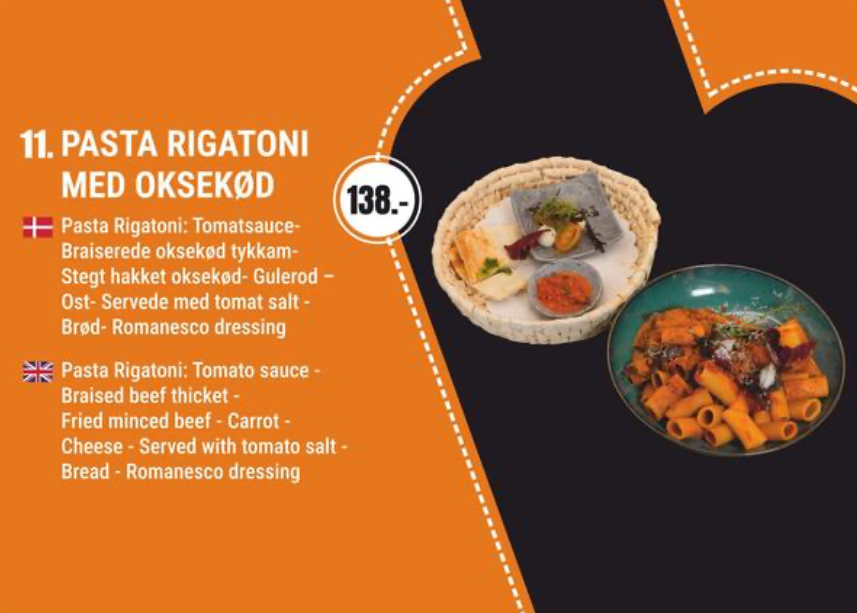 11. PASTA RIGATONI
MED OKSEKØD
138.-
Pasta Rigatoni: Tomatsauce-
Braiserede oksekød tykkam-
Stegt hakket oksekød- Gulerod –
Ost- Servede med tomat salt -
Brød- Romanesco dressing
Pasta Rigatoni: Tomato sauce -
Braised beef thicket -
Fried minced beef - Carrot -
Cheese - Served with tomato salt -
Bread - Romanesco dressing